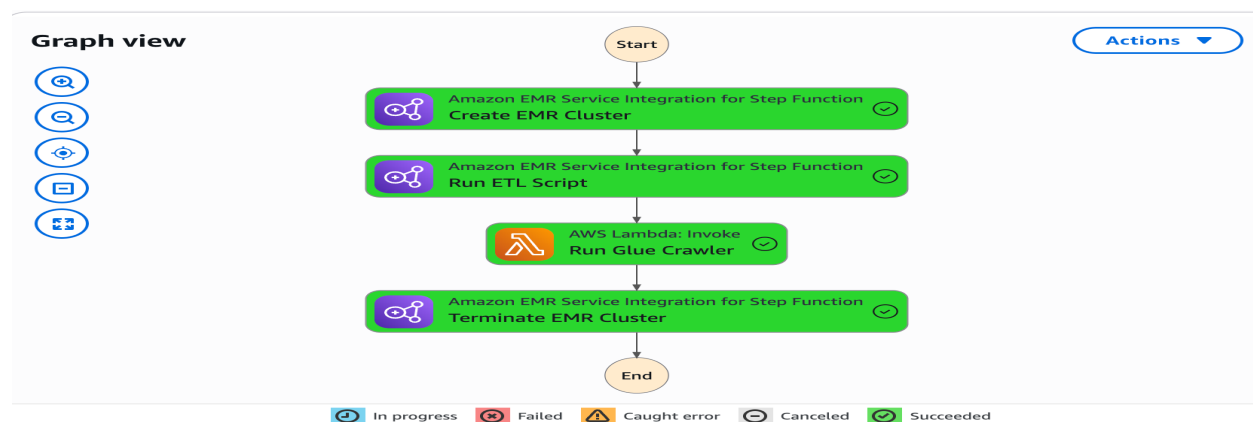 Graph view
Start
Actions
Amazon EMR Service Integration for Step Function
Create EMR Cluster
Amazon EMR Service Integration for Step Function
Run ETL Script
AWS Lambda: Invoke
Run Glue Crawler
Amazon EMR Service Integration for Step Function
Terminate EMR Cluster
End
In progress Failed Caught error Canceled Succeeded